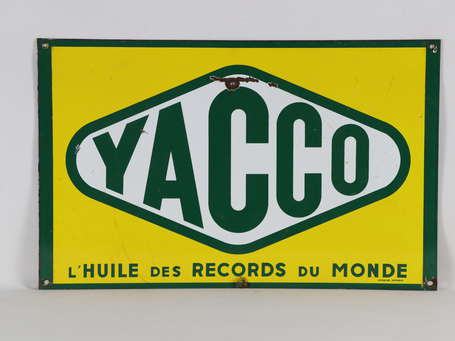 YACCO
L'HUILE DES RECORDS DU MONDE